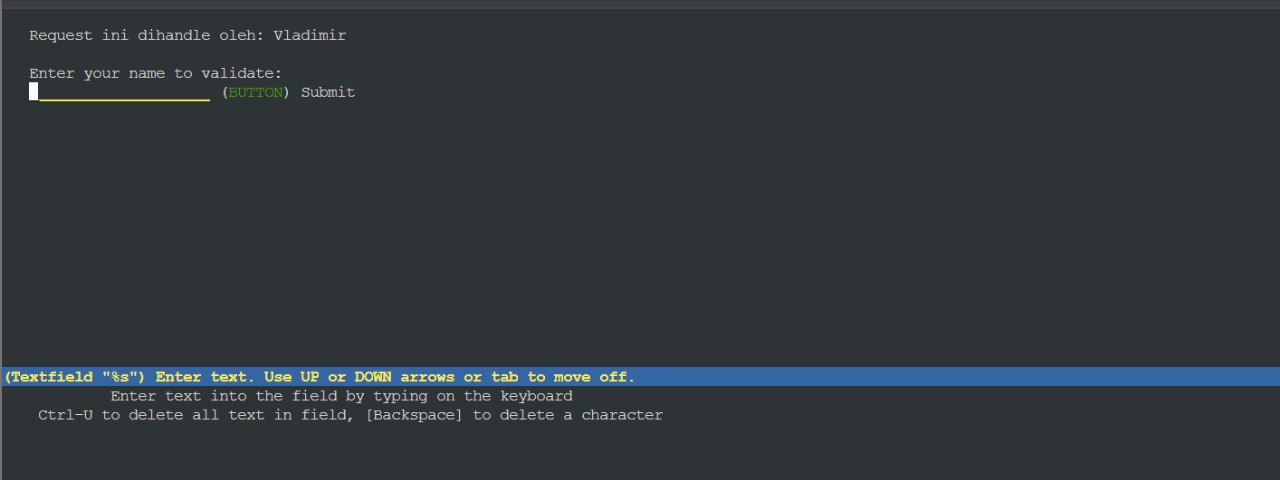 Request ini dihandle oleh: Vladimir
Enter your name to validate:
(BUTTON) Submit
(Textfield "%s") Enter text. Use UP or DOWN arrows or tab to move off.
Enter text into the field by typing on the keyboard
Ctrl-U to delete all text in field, [Backspace] to delete a character